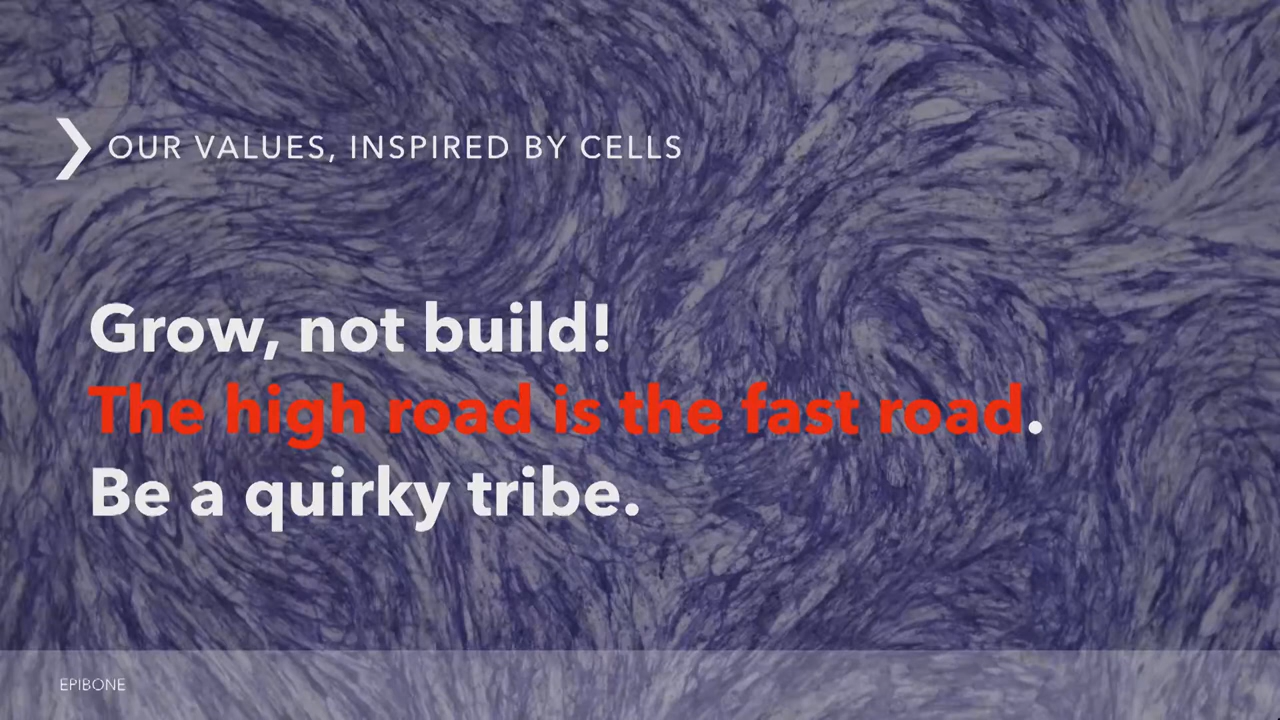 OUR VALUES, INSPIRED BY CELLS
Grow, not build!
The high road is the fast road.
Be a quirky tribe.
EPIBONE